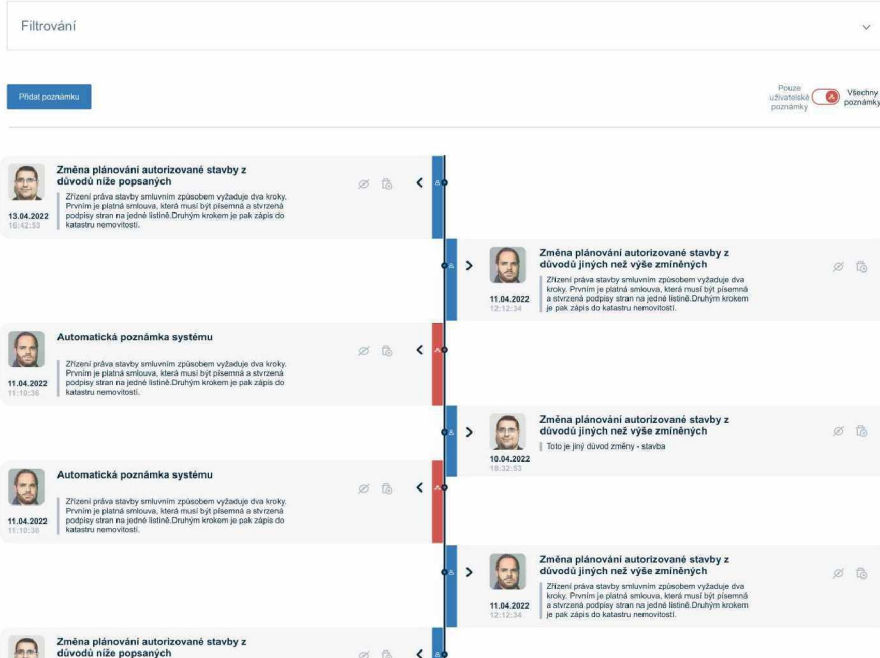 Filtrování
Přidat poznámku
Pouze
uživatelské
poznámky
Všechny
poznámky
Změna plánování autorizované stavby z
důvodů níže popsaných
Zřízení práva stavby smluvním způsobem vyžaduje dva kroky.
Prvním je platná smlouva, která musí být písemná a stvrzená
podpisy stran na jedné listině.Druhým krokem je pak zápis do
katastru nemovitostí.
13.04.2022
16:42:53
Změna plánování autorizované stavby z
důvodů jiných než výše zmíněných
Zřízení práva stavby smluvním způsobem vyžaduje dva
kroky. Prvním je platná smlouva, která musí být písemná
a stvrzená podpisy stran na jedné listině.Druhým krokem
je pak zápis do katastru nemovitostí.
11.04.2022
12:12:34
Automatická poznámka systému
Zřízení práva stavby smluvním způsobem vyžaduje dva kroky.
Prvním je platná smlouva, která musí být písemná a stvrzená
podpisy stran na jedné listině.Druhým krokem je pak zápis do
katastru nemovitostí.
11.04.2022
11:10:36
Změna plánování autorizované stavby z
důvodů jiných než výše zmíněných
Toto je jiný důvod změny - stavba
10.04.2022
18:32:53
Automatická poznámka systému
Zřízení práva stavby smluvním způsobem vyžaduje dva kroky.
Prvním je platná smlouva, která musí být písemná a stvrzená
podpisy stran na jedné listině.Druhým krokem je pak zápis do
katastru nemovitostí.
11.04.2022
11:10:36
Změna plánování autorizované stavby z
důvodů jiných než výše zmíněných
Zřízení práva stavby smluvním způsobem vyžaduje dva
kroky. Prvním je platná smlouva, která musí být písemná
a stvrzená podpisy stran na jedné listině.Druhým krokem
je pak zápis do katastru nemovitostí.
11.04.2022
12:12:34
Změna plánování autorizované stavby z
důvodů níže popsaných